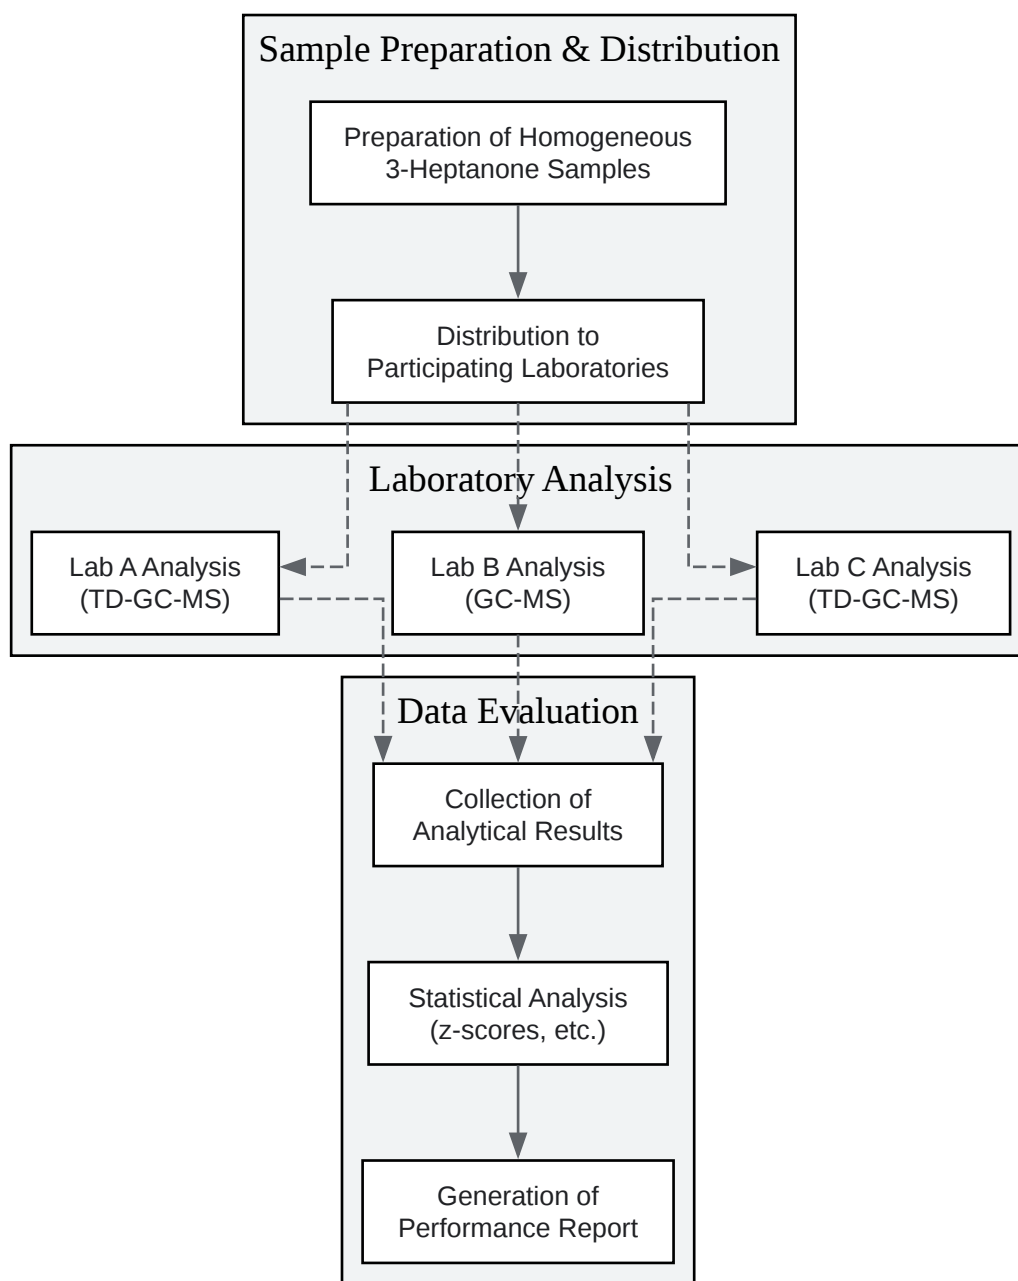 Sample Preparation & Distribution
Preparation of Homogeneous
3-Heptanone Samples
Distribution to
Participating Laboratories
Laboratory Analysis
Lab A Analysis
(TD-GC-MS)
Lab B Analysis
(GC-MS)
Lab C Analysis
(TD-GC-MS)
Data Evaluation
Collection of
Analytical Results
Statistical Analysis
(z-scores, etc.)
Generation of
Performance Report